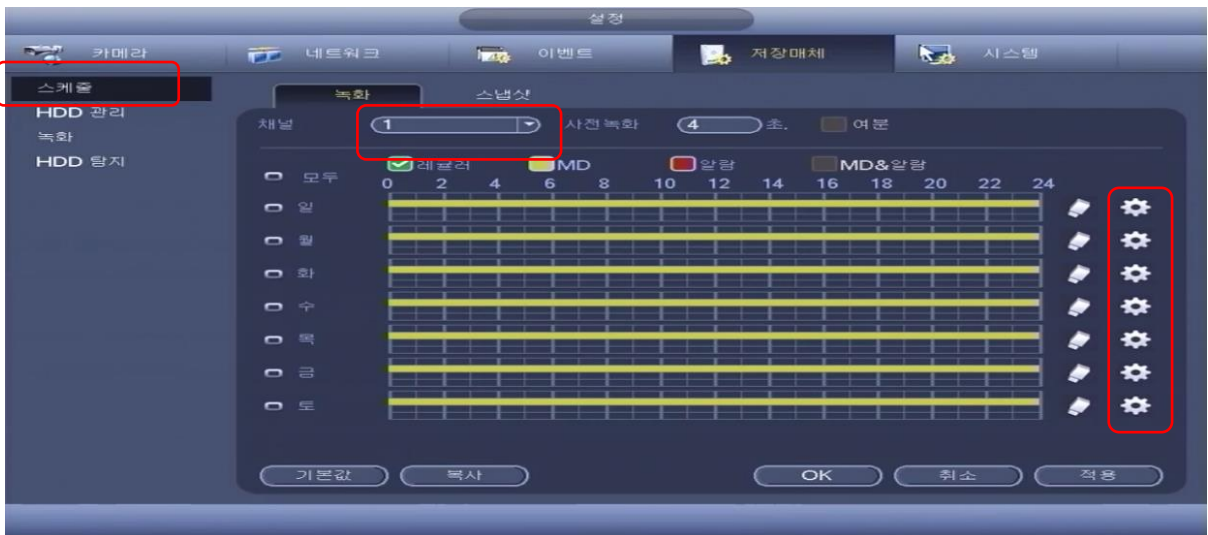 설정
카메라 네트워크 이벤트 저장매체 시스템
스케줄
HDD 관리
녹화
HDD 탐지
녹화 스냅샷
채널 1 사전녹화 4 초. 여분
모두 레귤러 MD 알람 MD&알람
0 2 4 6 8 10 12 14 16 18 20 22 24
일
월
화
수
목
금
토
기본값 복사 OK 취소 적용